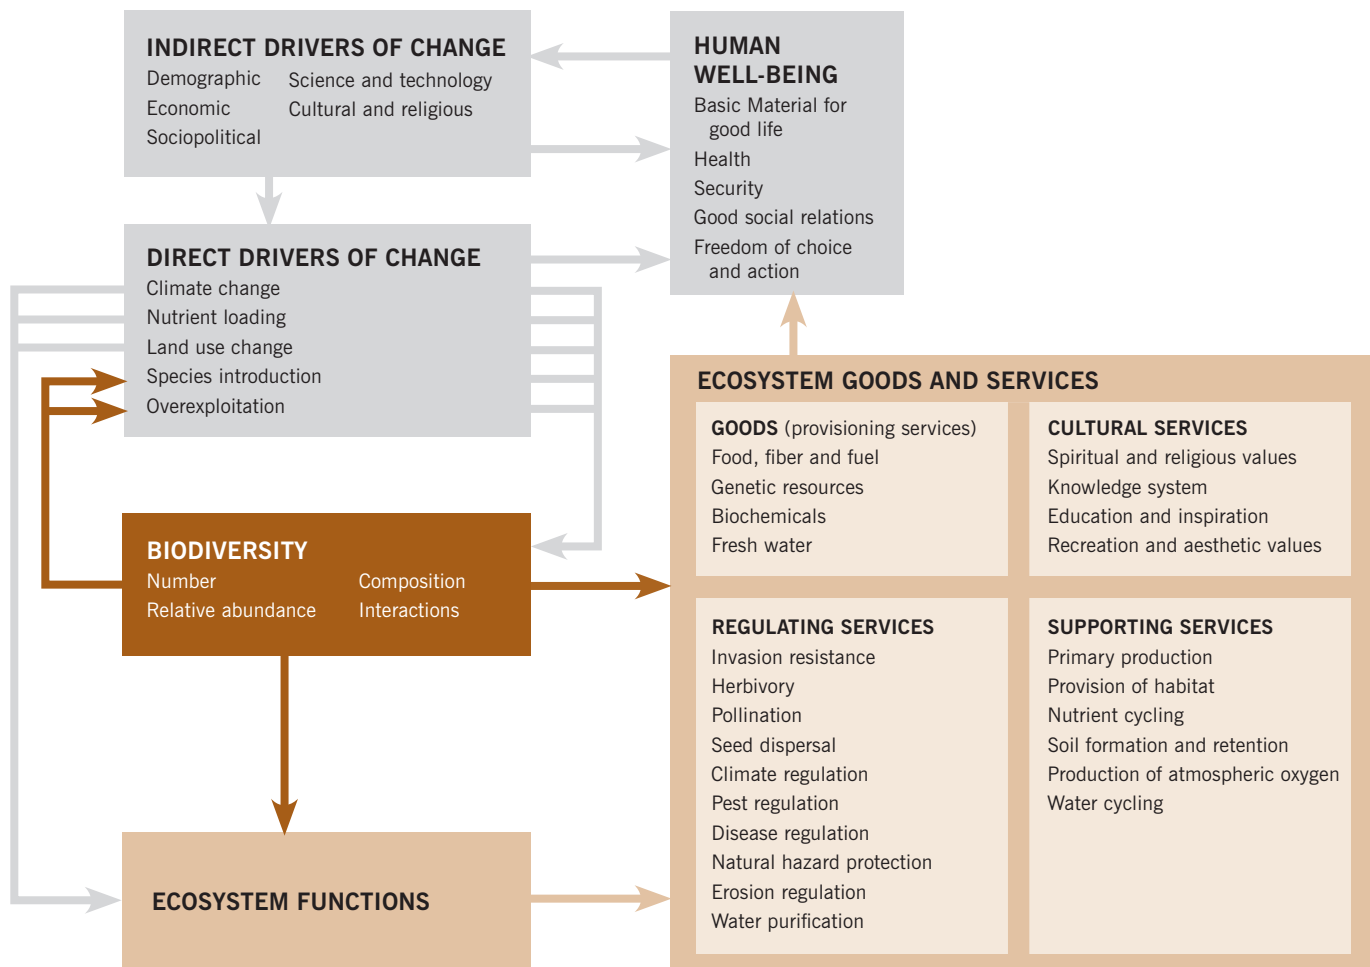 INDIRECT DRIVERS OF CHANGE
Demographic
Economic
Sociopolitical
Science and technology
Cultural and religious
HUMAN
WELL-BEING
Basic Material for
good life
Health
Security
Good social relations
Freedom of choice
and action
DIRECT DRIVERS OF CHANGE
Climate change
Nutrient loading
Land use change
Species introduction
Overexploitation
BIODIVERSITY
Number
Relative abundance
Composition
Interactions
ECOSYSTEM FUNCTIONS
ECOSYSTEM GOODS AND SERVICES
GOODS (provisioning services)
Food, fiber and fuel
Genetic resources
Biochemicals
Fresh water
CULTURAL SERVICES
Spiritual and religious values
Knowledge system
Education and inspiration
Recreation and aesthetic values
REGULATING SERVICES
Invasion resistance
Herbivory
Pollination
Seed dispersal
Climate regulation
Pest regulation
Disease regulation
Natural hazard protection
Erosion regulation
Water purification
SUPPORTING SERVICES
Primary production
Provision of habitat
Nutrient cycling
Soil formation and retention
Production of atmospheric oxygen
Water cycling